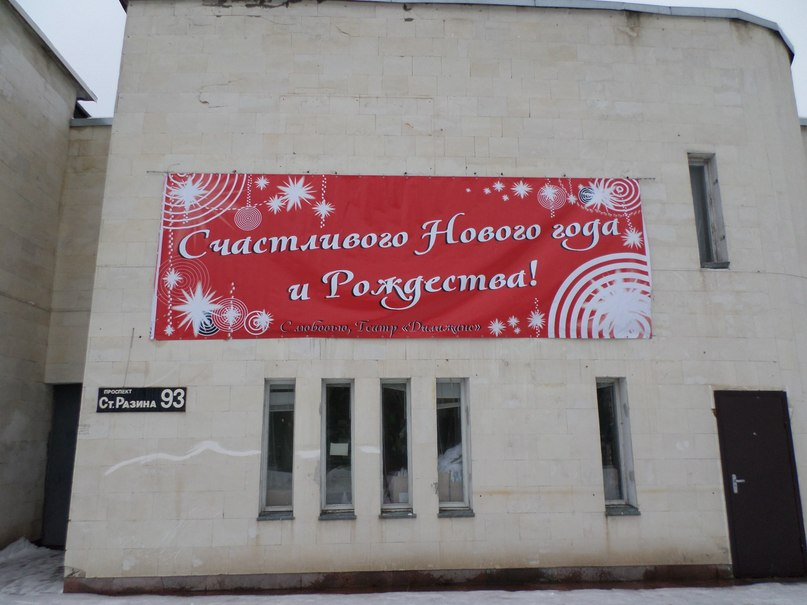 Счастливого Нового года
и Рождества!
С любовью, Театр «Дилижанс»
ПРОСПЕКТ
Ст.РАЗИНА 93